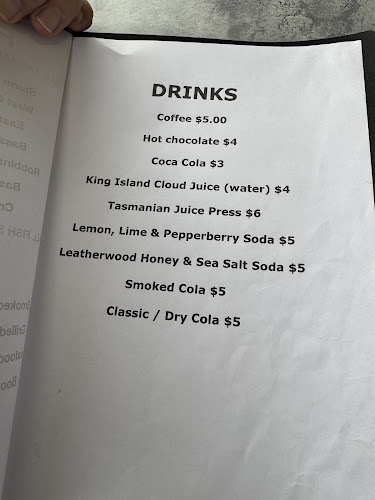 DRINKS
Coffee $5.00
Hot chocolate $4
Coca Cola $3
King Island Cloud Juice (water) $4
Tasmanian Juice Press $6
Lemon, Lime & Pepperberry Soda $5
Leatherwood Honey & Sea Salt Soda $5
Smoked Cola $5
Classic / Dry Cola $5